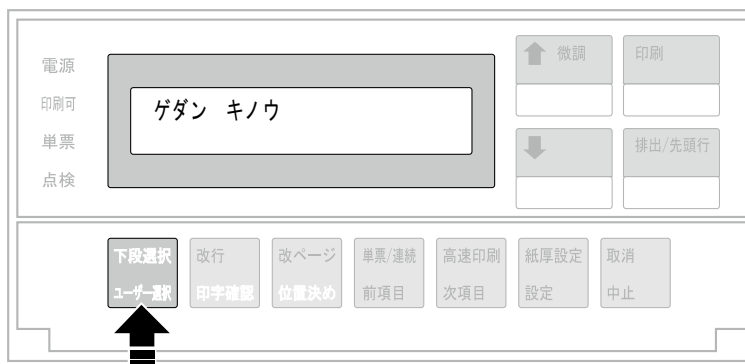 電源
印刷可
単票
点検
ゲダン キノウ
微調
印刷
排出/先頭行
下段選択
ユーザー選択
改行
印字確認
改ページ
位置決め
単票/連続
前項目
高速印刷
次項目
紙厚設定
設定
取消
中止